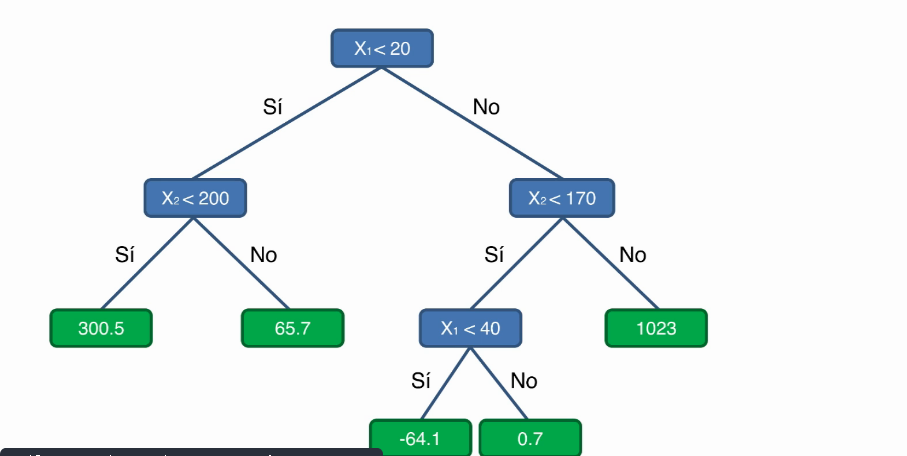 X₁ < 20
Sí
No
X₂ < 200
X₂ < 170
Sí
No
Sí
No
300.5
65.7
X₁ < 40
1023
Sí
No
-64.1
0.7